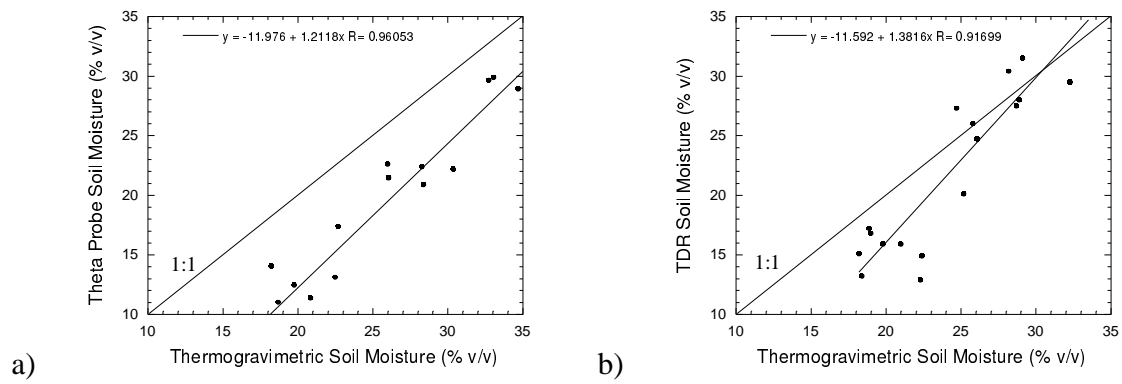 35
30
25
20
15
10
Theta Probe Soil Moisture (% v/v)
y = -11.976 + 1.2118x R= 0.96053
1:1
10 15 20 25 30 35
Thermogravimetric Soil Moisture (% v/v)
a)
35
30
25
20
15
10
TDR Soil Moisture (% v/v)
y = -11.592 + 1.3816x R= 0.91699
1:1
10 15 20 25 30 35
Thermogravimetric Soil Moisture (% v/v)
b)